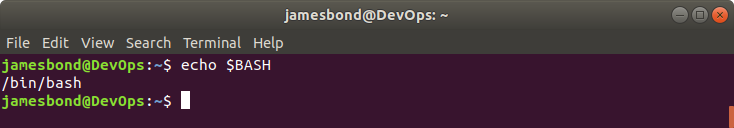 jamesbond@DevOps: ~
File Edit View Search Terminal Help
jamesbond@DevOps:~$ echo $BASH
/bin/bash
jamesbond@DevOps:~$